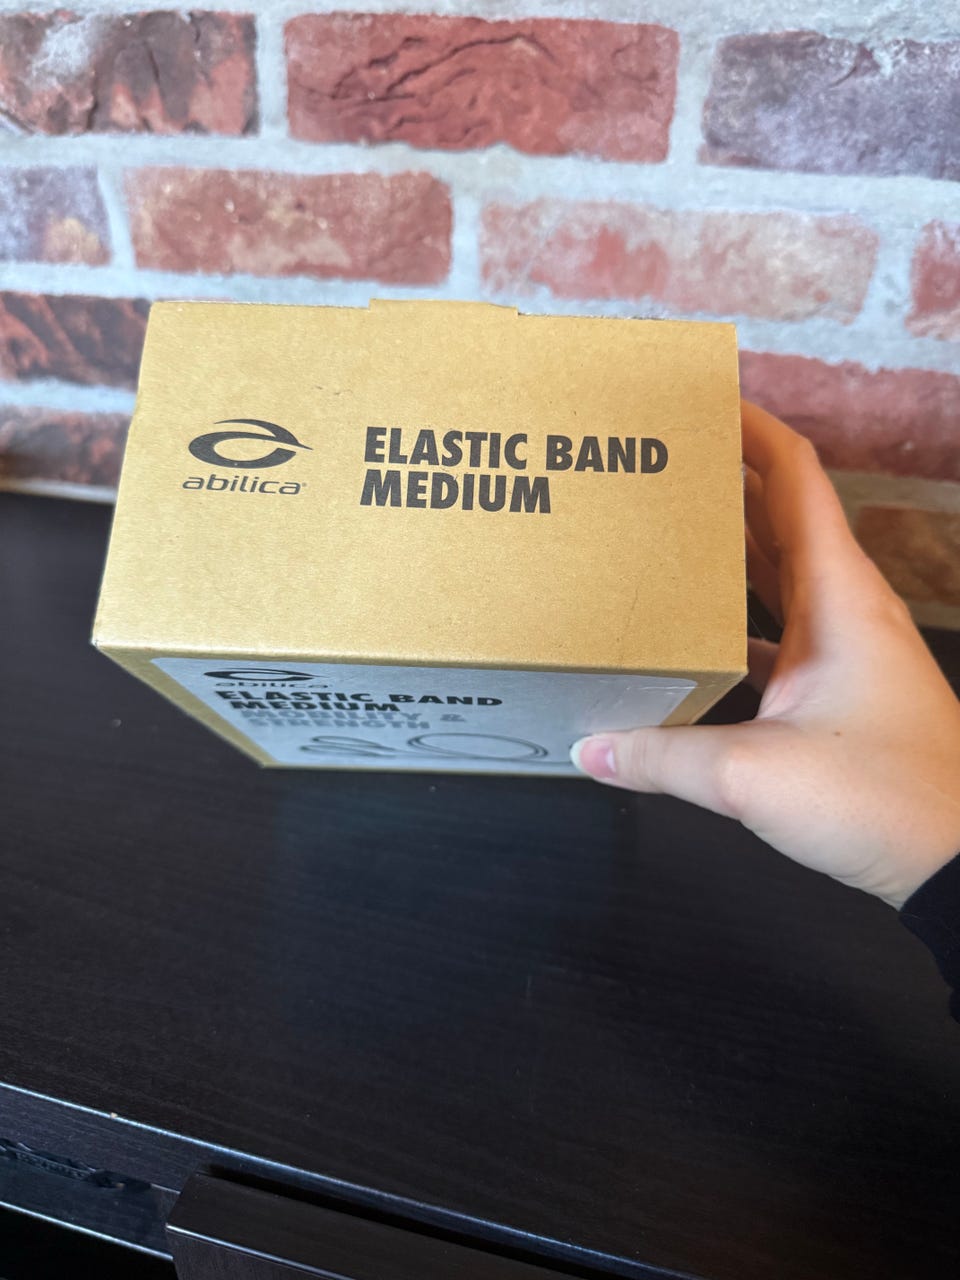 abilica
ELASTIC BAND
MEDIUM
abilica
ELASTIC BAND
MEDIUM
MOBILITY &
STRENGTH